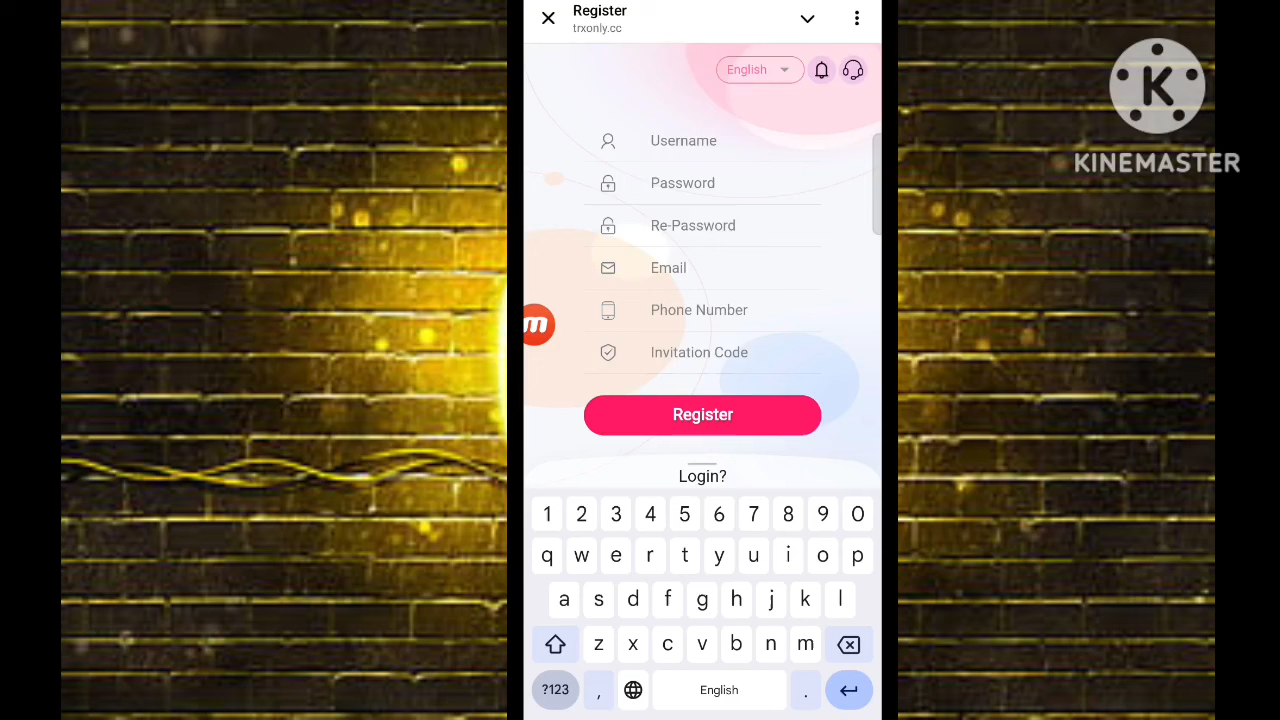 Register
trxonly.cc
English
Username
Password
Re-Password
Email
Phone Number
Invitation Code
Register
Login?
1 2 3 4 5 6 7 8 9 0
q w e r t y u i o p
a s d f g h j k l
z x c v b n m
?123 , English .
m
K
KINEMASTER